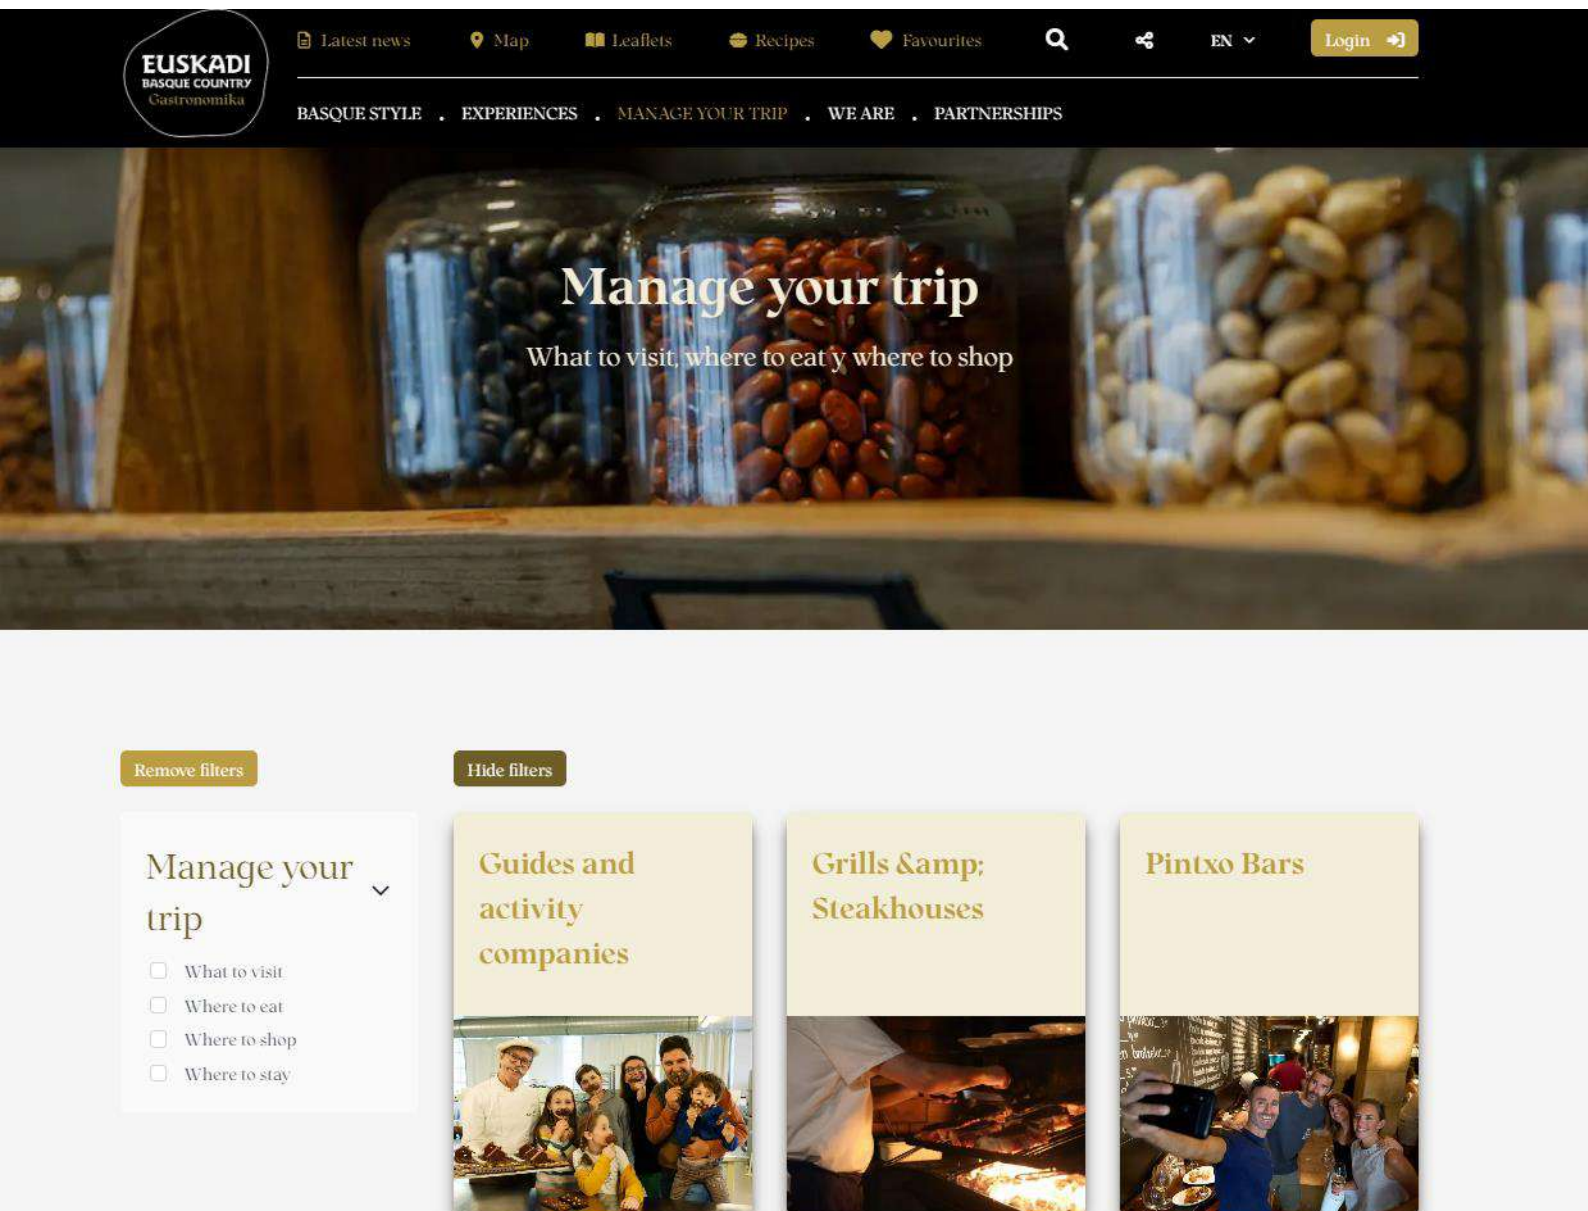 EUSKADI
BASQUE COUNTRY
Gastronomika
Latest news
Map
Leaflets
Recipes
Favourites
EN
Login
BASQUE STYLE . EXPERIENCES . MANAGE YOUR TRIP . WE ARE . PARTNERSHIPS
Manage your trip
What to visit, where to eat y where to shop
Remove filters
Hide filters
Manage your
trip
What to visit
Where to eat
Where to shop
Where to stay
Guides and
activity
companies
Grills &amp;
Steakhouses
Pintxo Bars